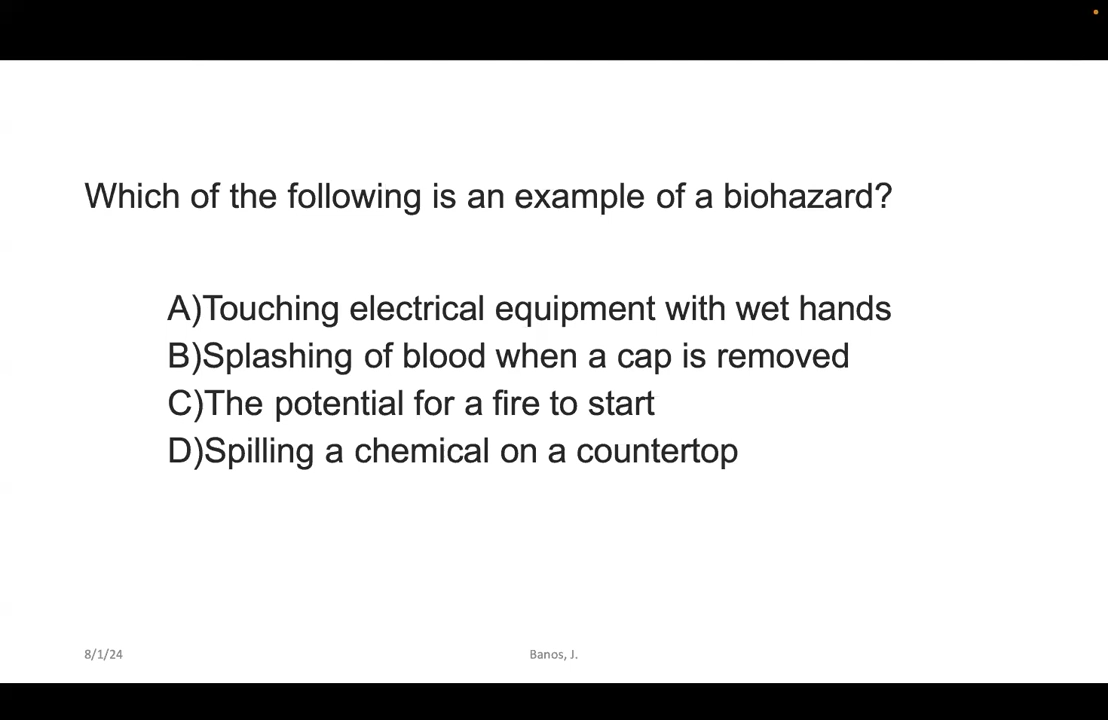 Which of the following is an example of a biohazard?
A)Touching electrical equipment with wet hands
B)Splashing of blood when a cap is removed
C)The potential for a fire to start
D)Spilling a chemical on a countertop
8/1/24
Banos, J.